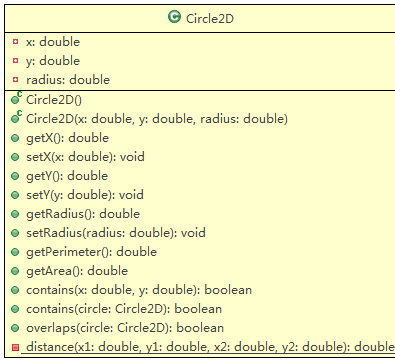 C Circle2D
x: double
y: double
radius: double
c Circle2D()
c Circle2D(x: double, y: double, radius: double)
getX(): double
setX(x: double): void
getY(): double
setY(y: double): void
getRadius(): double
setRadius(radius: double): void
getPerimeter(): double
getArea(): double
contains(x: double, y: double): boolean
contains(circle: Circle2D): boolean
overlaps(circle: Circle2D): boolean
distance(x1: double, y1: double, x2: double, y2: double): double